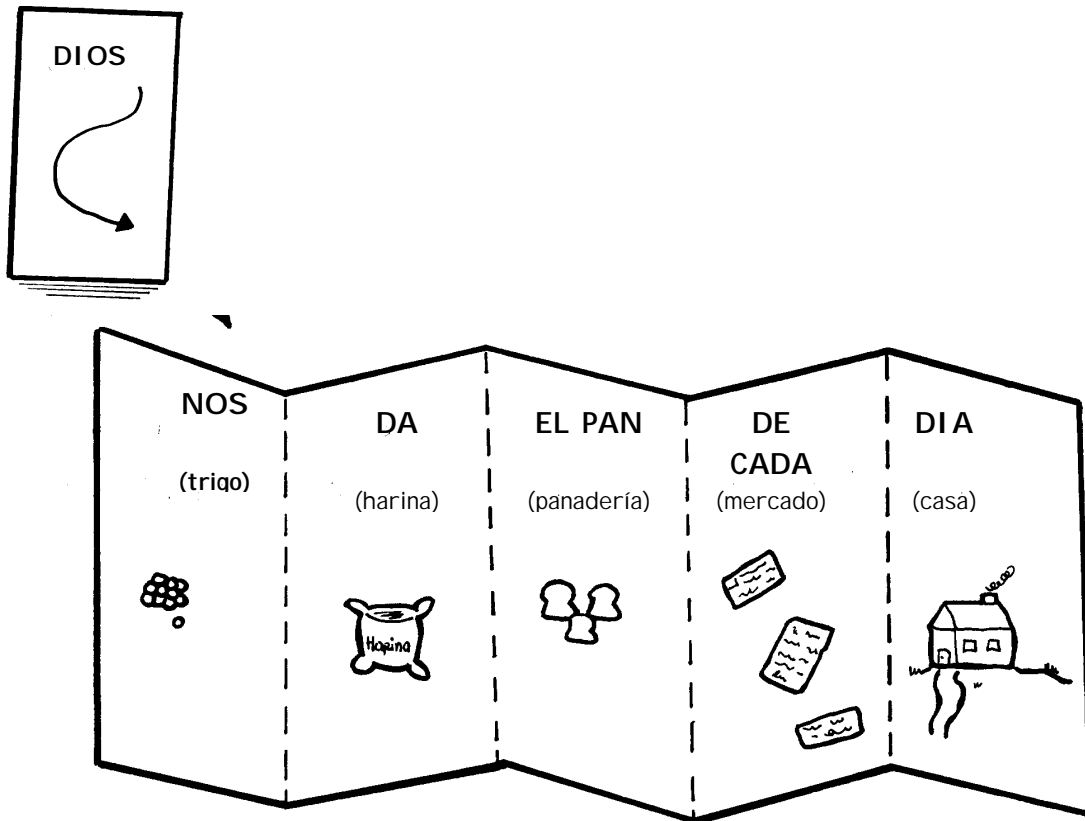 DIOS
NOS
(trigo)
DA
(harina)
Harina
EL PAN
(panadería)
DE
CADA
(mercado)
DIA
(casa)